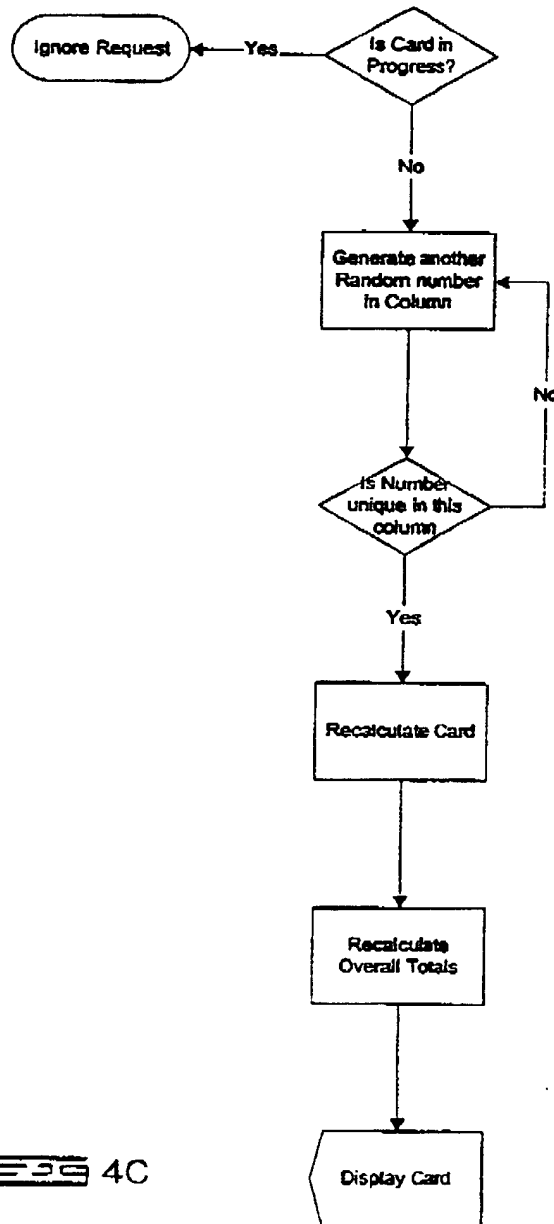 Ignore Request
Yes
Is Card in
Progress?
No
Generate another
Random number
in Column
No
Is Number
unique in this
column
Yes
Recalculate Card
Recalculate
Overall Totals
4C
Display Card